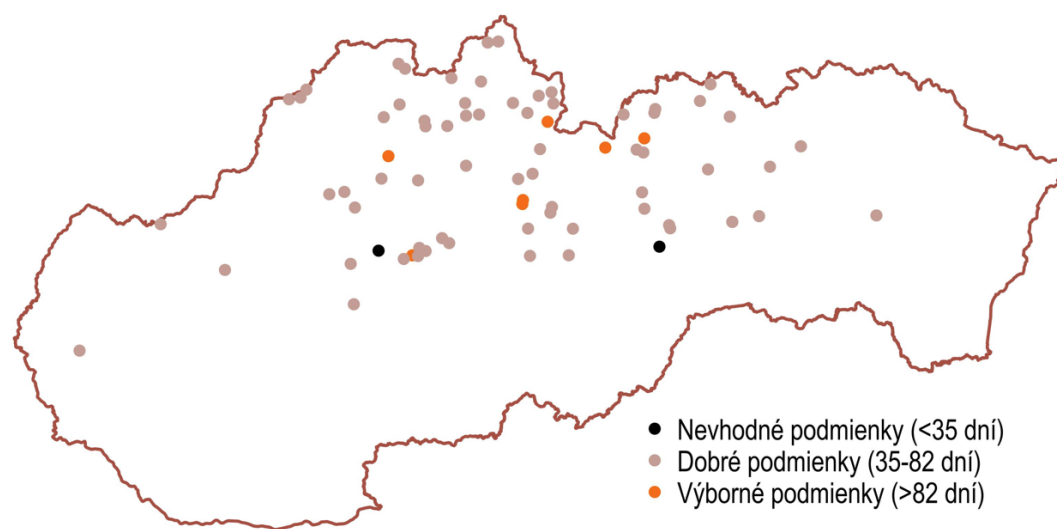 Nevhodné podmienky (<35 dní)
Dobré podmienky (35-82 dní)
Výborné podmienky (>82 dní)